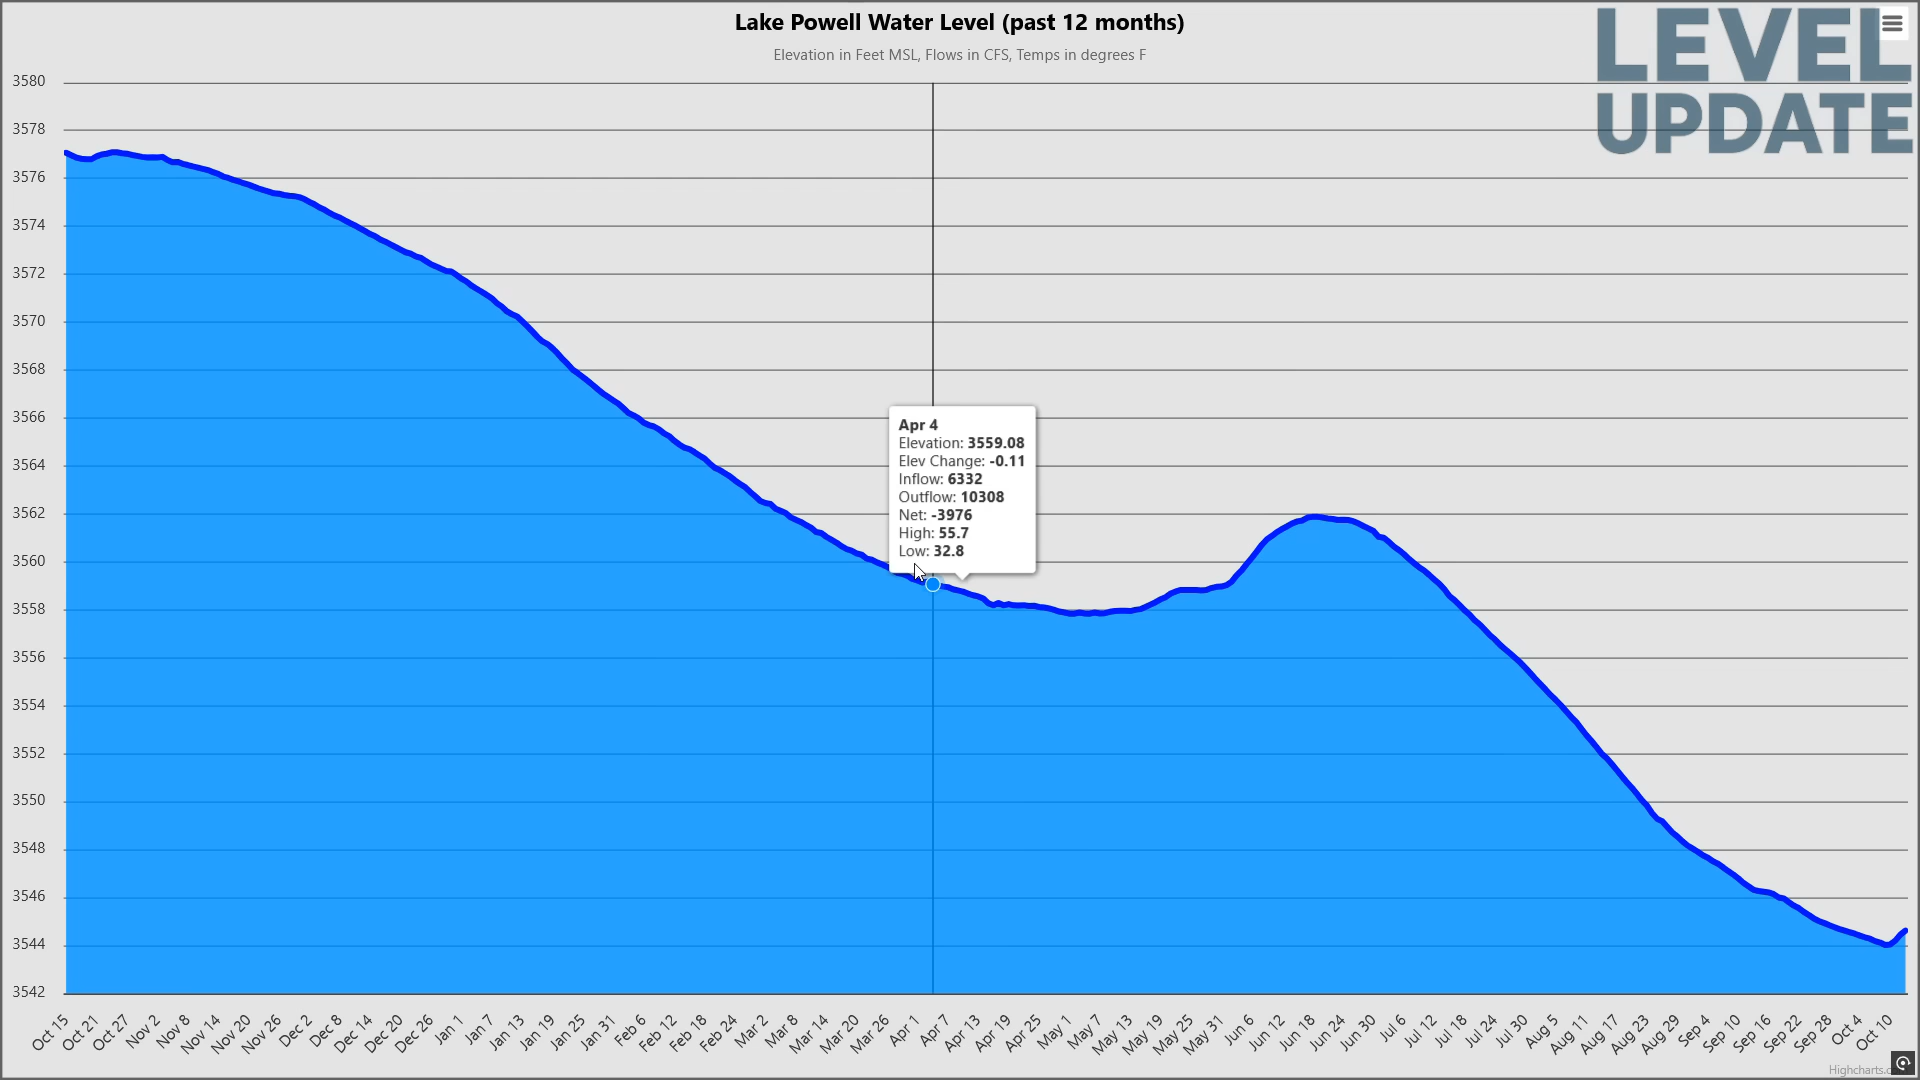 Lake Powell Water Level (past 12 months)
Elevation in Feet MSL, Flows in CFS, Temps in degrees F
LEVEL
UPDATE
3580
3578
3576
3574
3572
3570
3568
3566
3564
3562
3560
3558
3556
3554
3552
3550
3548
3546
3544
3542
Apr 4
Elevation: 3559.08
Elev Change: -0.11
Inflow: 6332
Outflow: 10308
Net: -3976
High: 55.7
Low: 32.8
Oct 15
Oct 21
Oct 27
Nov 2
Nov 8
Nov 14
Nov 20
Nov 26
Dec 2
Dec 8
Dec 14
Dec 20
Dec 26
Jan 1
Jan 7
Jan 13
Jan 19
Jan 25
Jan 31
Feb 6
Feb 12
Feb 18
Feb 24
Mar 2
Mar 8
Mar 14
Mar 20
Mar 26
Apr 1
Apr 7
Apr 13
Apr 19
Apr 25
May 1
May 7
May 13
May 19
May 25
May 31
Jun 6
Jun 12
Jun 18
Jun 24
Jun 30
Jul 6
Jul 12
Jul 18
Jul 24
Jul 30
Aug 5
Aug 11
Aug 17
Aug 23
Aug 29
Sep 4
Sep 10
Sep 16
Sep 22
Sep 28
Oct 4
Oct 10